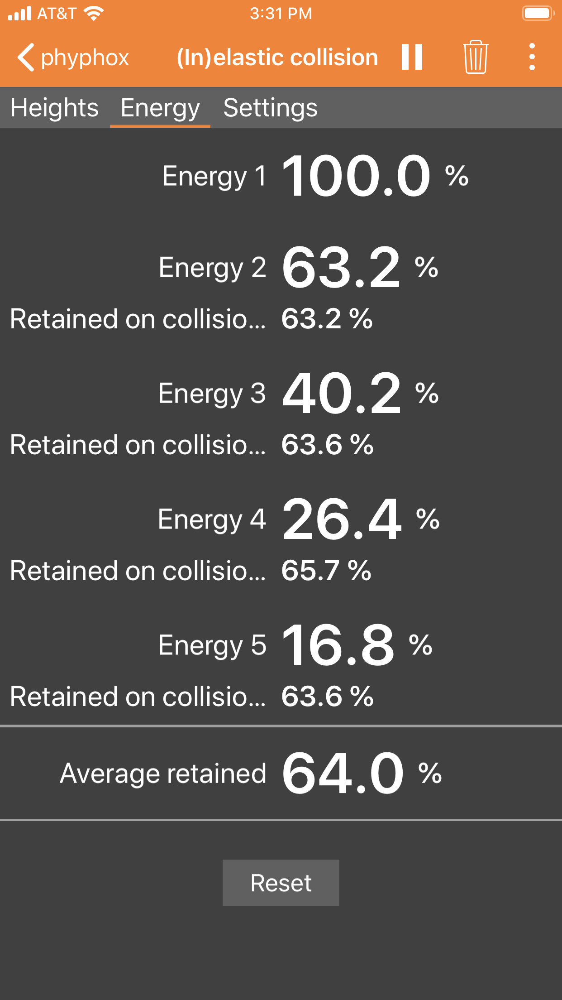 AT&T 3:31 PM
phyphox (In)elastic collision
Heights Energy Settings
Energy 1 100.0 %
Energy 2 63.2 %
Retained on collisio... 63.2 %
Energy 3 40.2 %
Retained on collisio... 63.6 %
Energy 4 26.4 %
Retained on collisio... 65.7 %
Energy 5 16.8 %
Retained on collisio... 63.6 %
Average retained 64.0 %
Reset